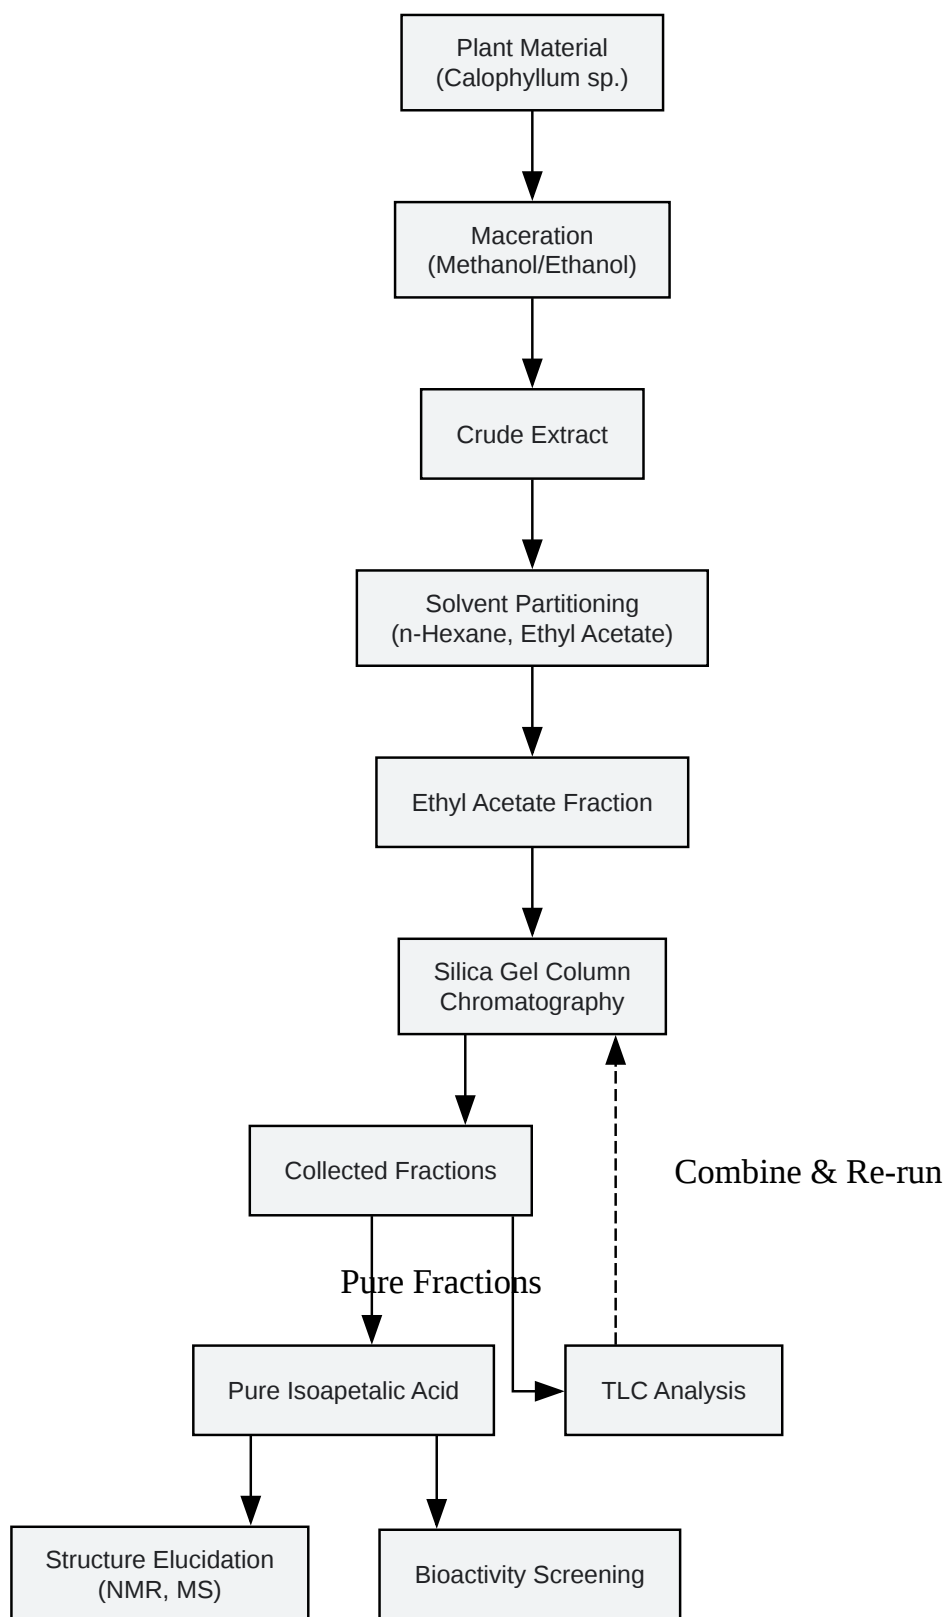 Plant Material
(Calophyllum sp.)
Maceration
(Methanol/Ethanol)
Crude Extract
Solvent Partitioning
(n-Hexane, Ethyl Acetate)
Ethyl Acetate Fraction
Silica Gel Column
Chromatography
Collected Fractions
Combine & Re-run
Pure Fractions
Pure Isoapetalic Acid
TLC Analysis
Structure Elucidation
(NMR, MS)
Bioactivity Screening